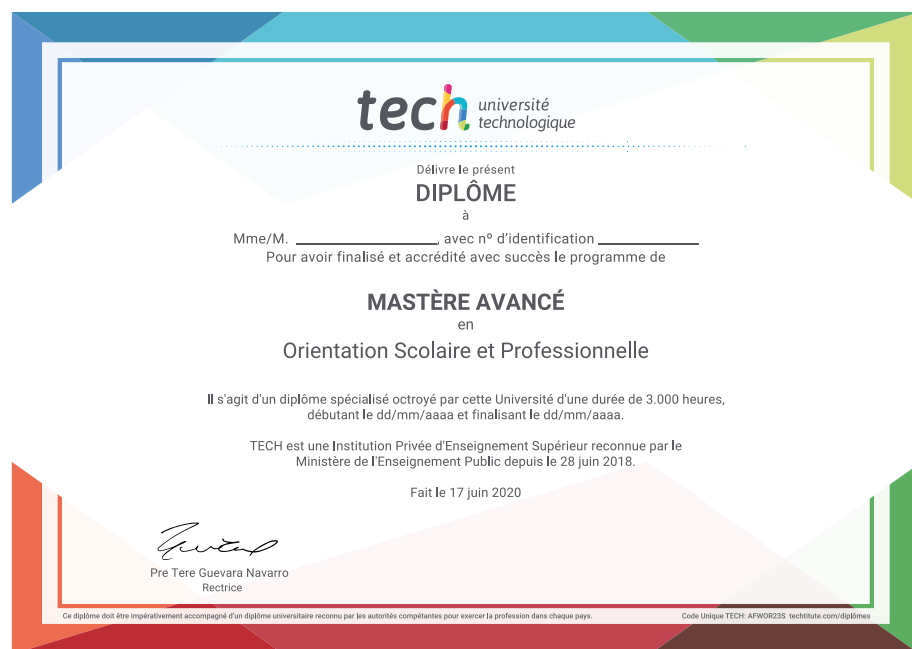 tech université
technologique
Délivre le présent
DIPLÔME
à
Mme/M. ____________, avec nº d'identification ____________
Pour avoir finalisé et accrédité avec succès le programme de
MASTÈRE AVANCÉ
en
Orientation Scolaire et Professionnelle
Il s'agit d'un diplôme spécialisé octroyé par cette Université d'une durée de 3.000 heures,
débutant le dd/mm/aaaa et finalisant le dd/mm/aaaa.
TECH est une Institution Privée d'Enseignement Supérieur reconnue par le
Ministère de l'Enseignement Public depuis le 28 juin 2018.
Fait le 17 juin 2020
Pre Tere Guevara Navarro
Rectrice
Ce diplôme doit être impérativement accompagné d'un diplôme universitaire reconnu par les autorités compétentes pour exercer la profession dans chaque pays.
Code Unique TECH: AFWOR23S techtitute.com/diplômes